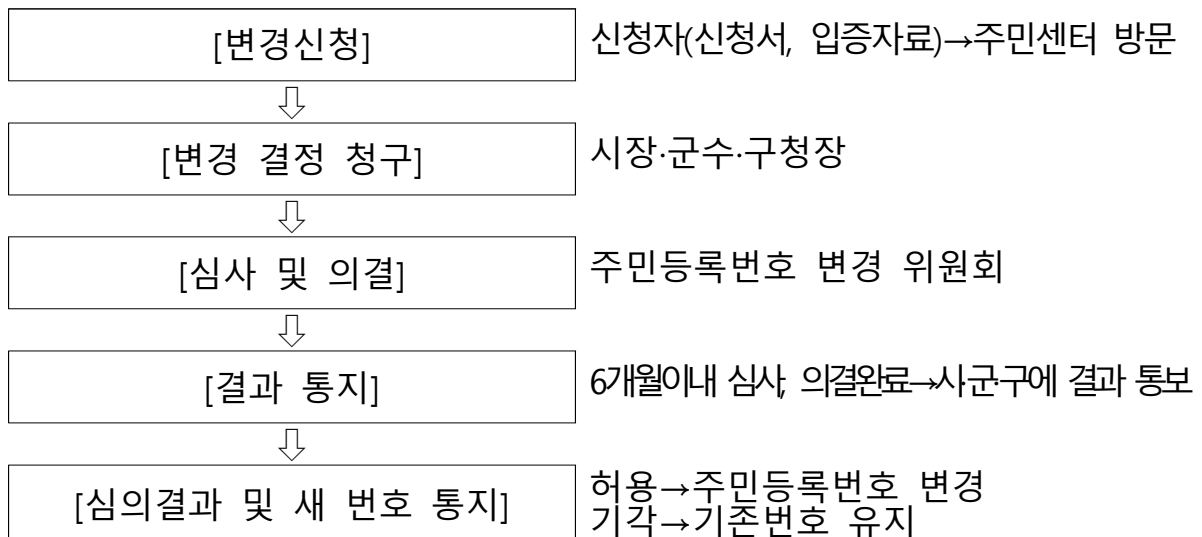 [변경신청]
신청자(신청서, 입증자료)→주민센터 방문
[변경 결정 청구]
시장·군수·구청장
[심사 및 의결]
주민등록번호 변경 위원회
[결과 통지]
6개월이내 심사, 의결완료→시·군·구에 결과 통보
[심의결과 및 새 번호 통지]
허용→주민등록번호 변경
기각→기존번호 유지